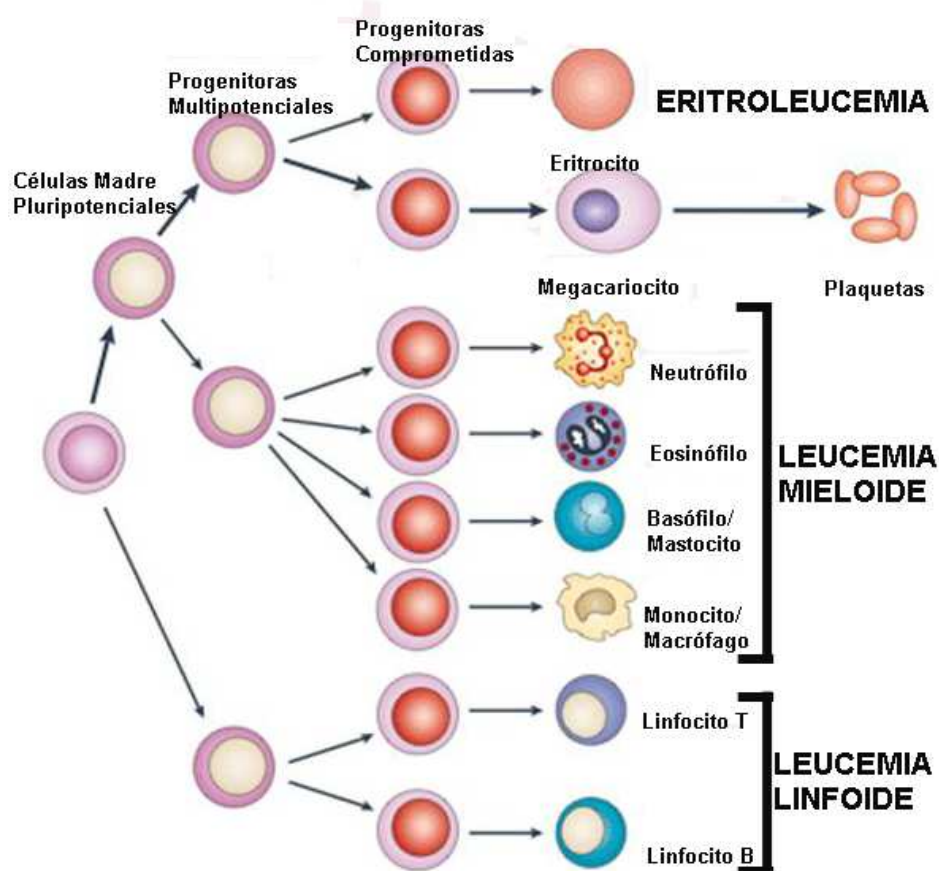 Progenitoras
Comprometidas
Progenitoras
Multipotenciales
ERITROLEUCEMIA
Células Madre
Pluripotenciales
Eritrocito
Megacariocito
Plaquetas
Neutrófilo
Eosinófilo
LEUCEMIA
MIELOIDE
Basófilo/
Mastocito
Monocito/
Macrófago
Linfocito T
LEUCEMIA
LINFOIDE
Linfocito B